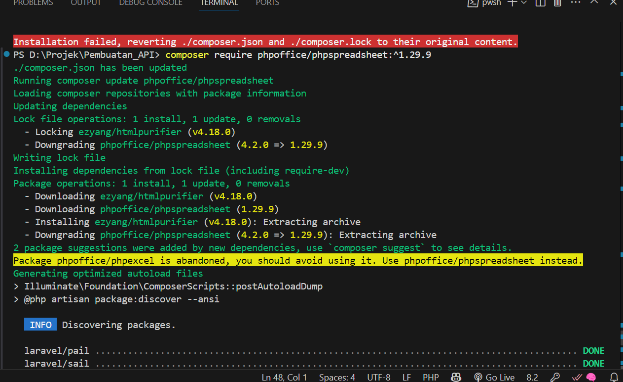 PROBLEMS OUTPUT DEBUG CONSOLE TERMINAL PORTS pwsh
Installation failed, reverting ./composer.json and ./composer.lock to their original content.
PS D:\Projek\Pembuatan_API> composer require phpoffice/phpspreadsheet:^1.29.9
./composer.json has been updated
Running composer update phpoffice/phpspreadsheet
Loading composer repositories with package information
Updating dependencies
Lock file operations: 1 install, 1 update, 0 removals
- Locking ezyang/htmlpurifier (v4.18.0)
- Downgrading phpoffice/phpspreadsheet (4.2.0 => 1.29.9)
Writing lock file
Installing dependencies from lock file (including require-dev)
Package operations: 1 install, 1 update, 0 removals
- Downloading ezyang/htmlpurifier (v4.18.0)
- Downloading phpoffice/phpspreadsheet (1.29.9)
- Installing ezyang/htmlpurifier (v4.18.0): Extracting archive
- Downgrading phpoffice/phpspreadsheet (4.2.0 => 1.29.9): Extracting archive
2 package suggestions were added by new dependencies, use `composer suggest` to see details.
Package phpoffice/phpexcel is abandoned, you should avoid using it. Use phpoffice/phpspreadsheet instead.
Generating optimized autoload files
> Illuminate\Foundation\ComposerScripts::postAutoloadDump
> @php artisan package:discover --ansi
INFO Discovering packages.
laravel/pail ................................................................................ DONE
laravel/sail ................................................................................ DONE
Ln 48, Col 1 Spaces: 4 UTF-8 LF PHP Go Live 8.2